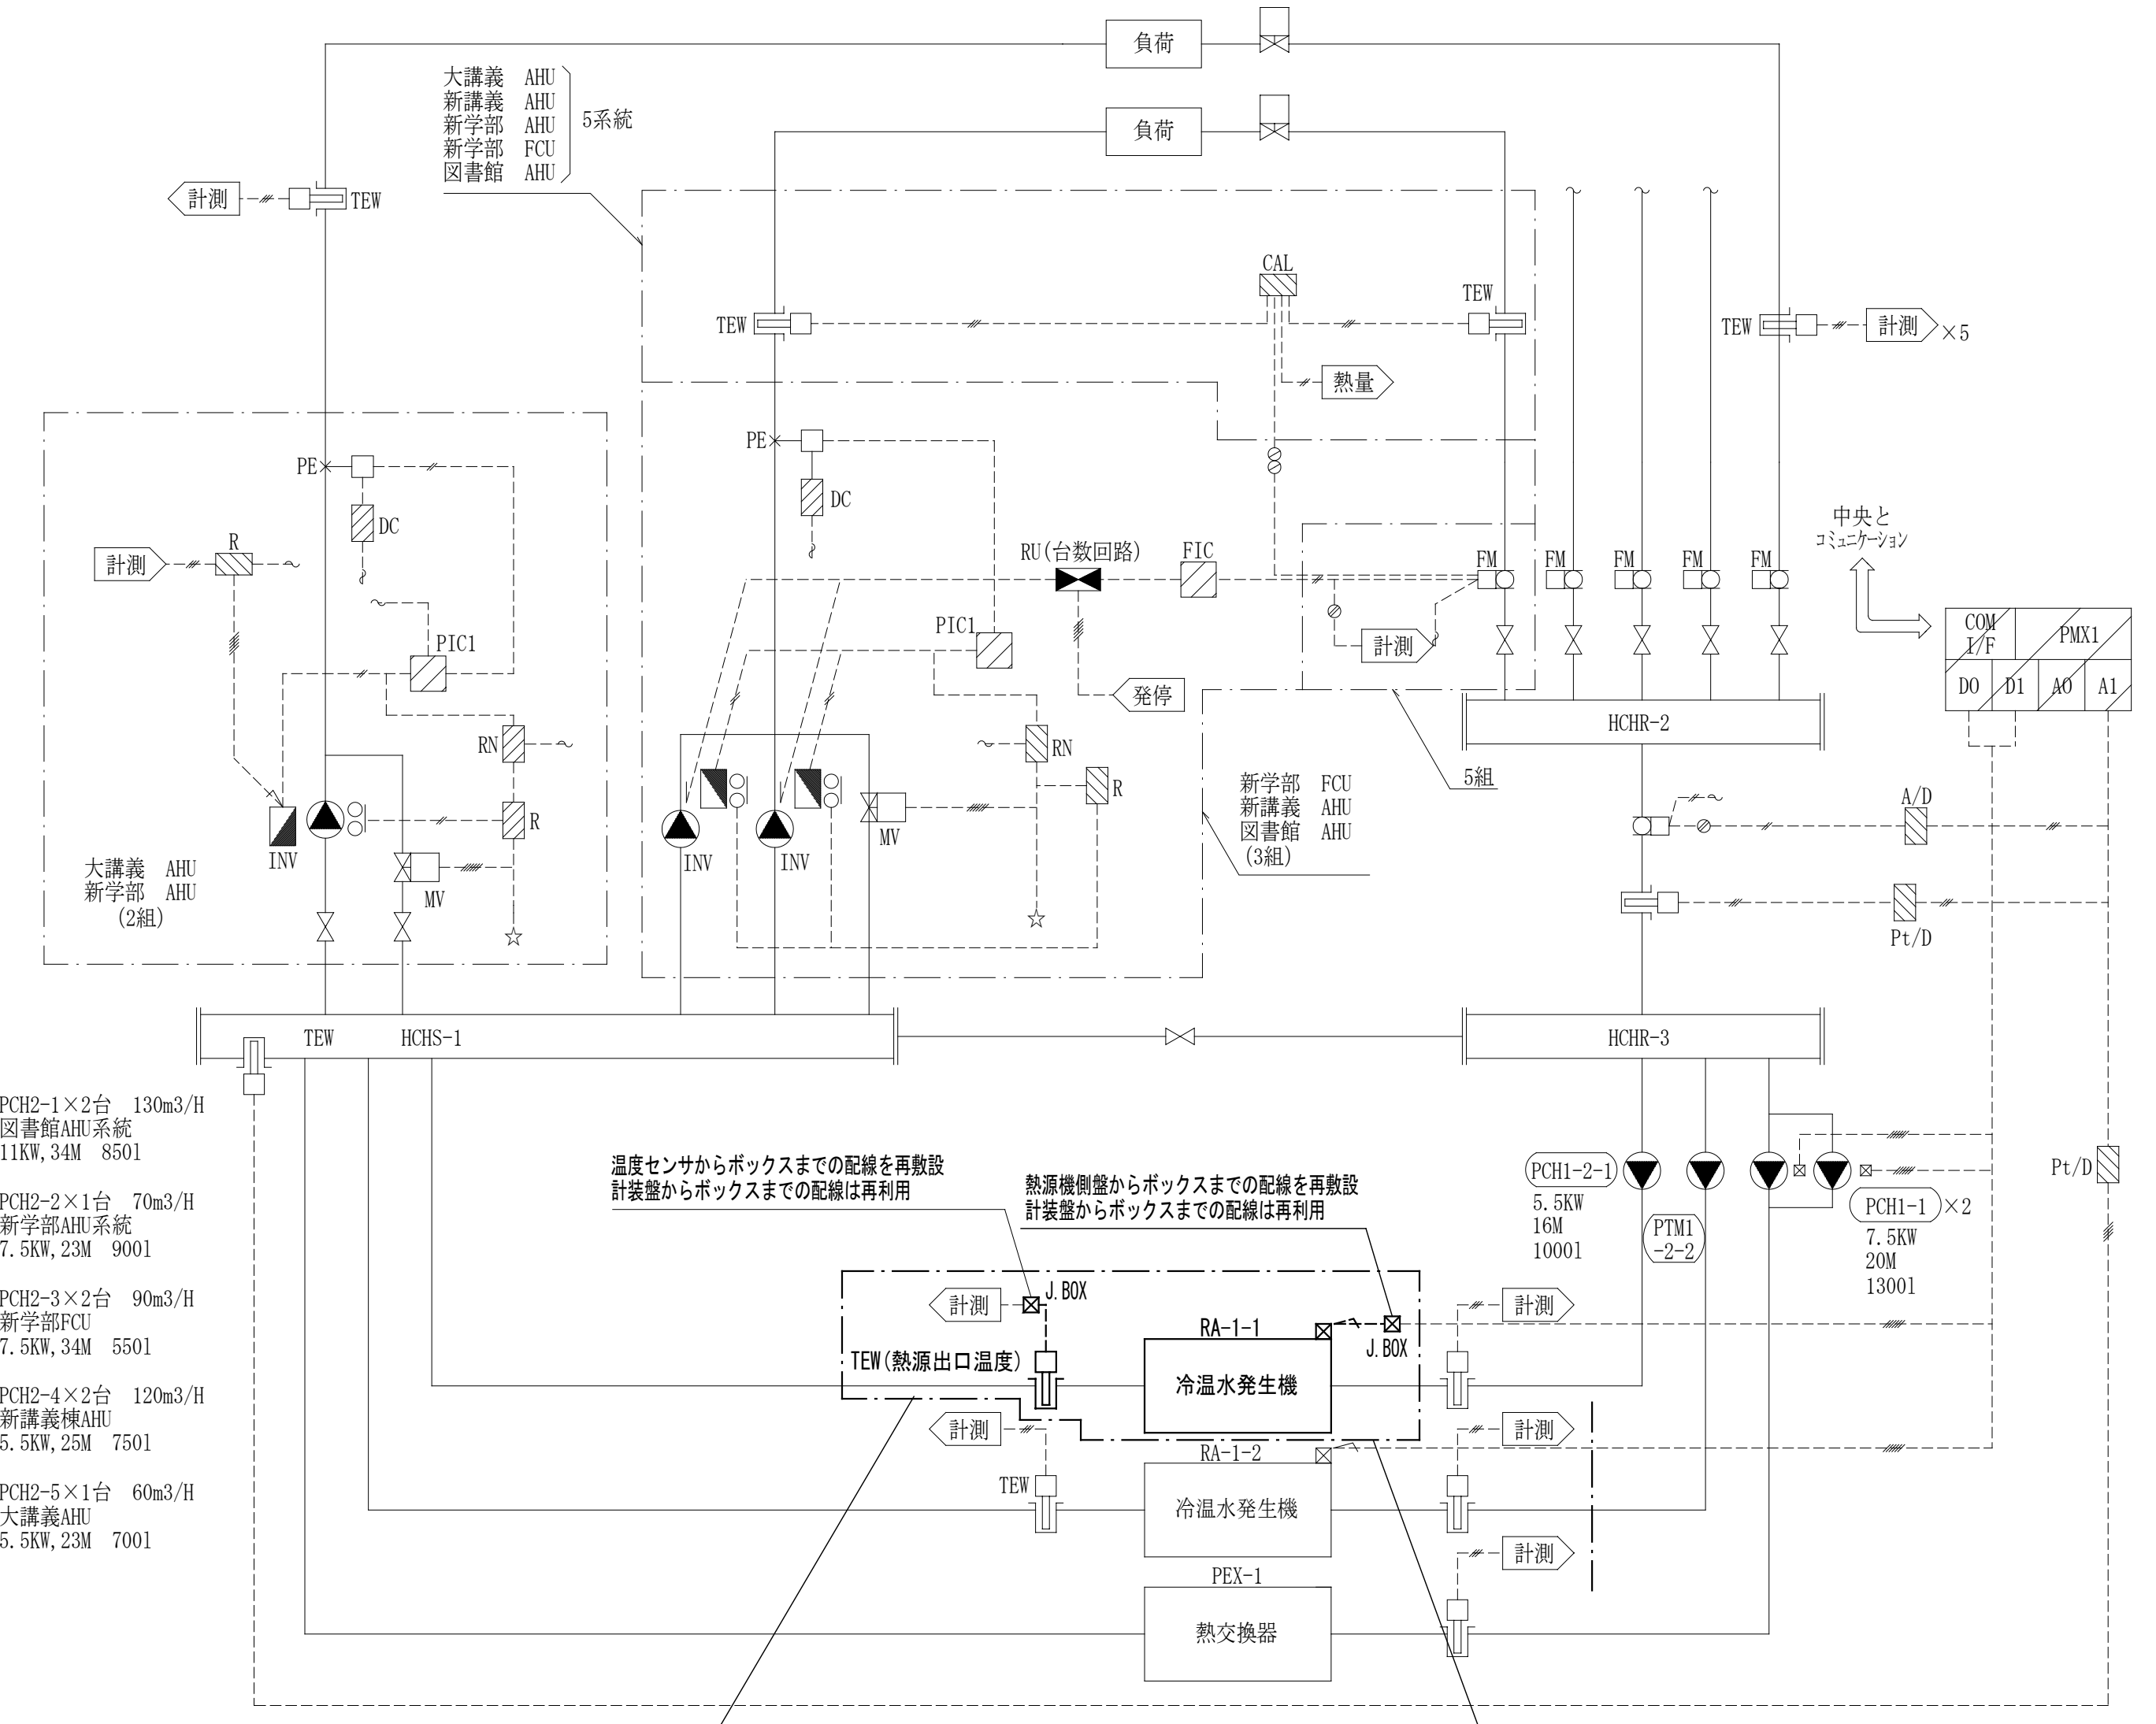 負荷
大講義 AHU
新講義 AHU
新学部 AHU
新学部 FCU
図書館 AHU
5系統
負荷
計測
TEW
CAL
TEW
TEW
TEW
計測
×5
熱量
PE
DC
PE
DC
R
計測
RU(台数回路)
FIC
FM
FM
FM
FM
FM
中央と
コミュニケーション
PIC1
PIC1
計測
COM
I/F
PMX1
DO
D1
AO
A1
発停
HCHR-2
RN
RN
R
R
5組
新学部 FCU
新講義 AHU
図書館 AHU
(3組)
A/D
INV
INV
INV
MV
MV
大講義 AHU
新学部 AHU
(2組)
Pt/D
TEW
HCHS-1
HCHR-3
PCH2-1×2台 130m3/H
図書館AHU系統
11KW,34M 850l
PCH2-2×1台 70m3/H
新学部AHU系統
7.5KW,23M 900l
PCH2-3×2台 90m3/H
新学部FCU
7.5KW,34M 550l
PCH2-4×2台 120m3/H
新講義棟AHU
5.5KW,25M 750l
PCH2-5×1台 60m3/H
大講義AHU
5.5KW,23M 700l
温度センサからボックスまでの配線を再敷設
計装盤からボックスまでの配線は再利用
熱源機側盤からボックスまでの配線を再敷設
計装盤からボックスまでの配線は再利用
PCH1-2-1
5.5KW
16M
1000l
PTM1
-2-2
PCH1-1
×2
7.5KW
20M
1300l
Pt/D
計測
J.BOX
RA-1-1
J.BOX
計測
TEW(熱源出口温度)
冷温水発生機
計測
計測
RA-1-2
TEW
冷温水発生機
計測
PEX-1
熱交換器